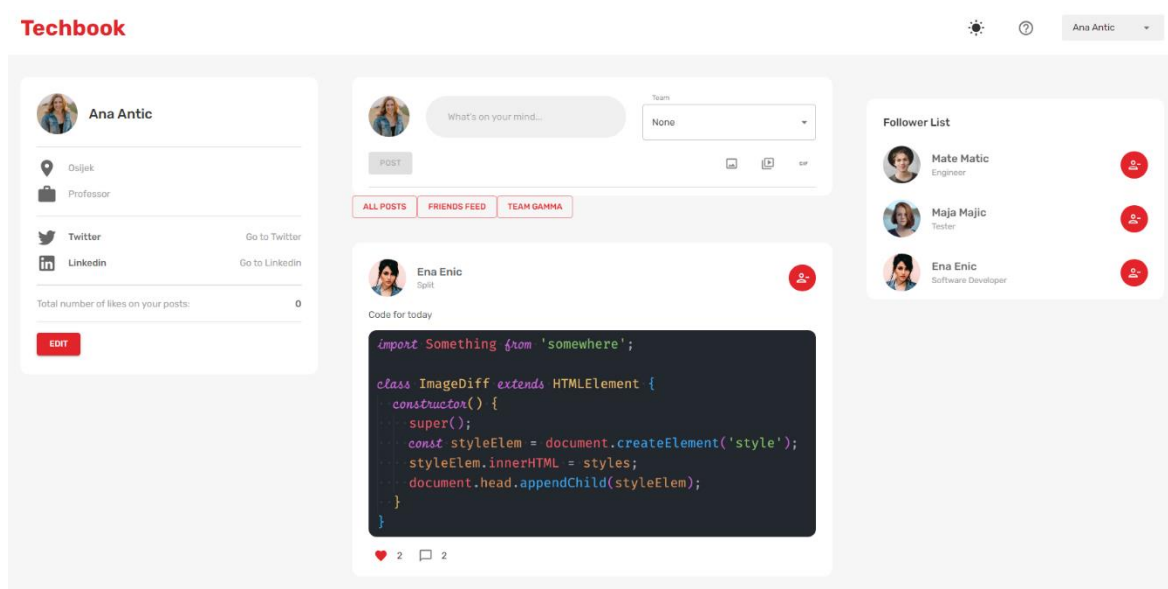 Techbook
Ana Antic
Ana Antic
Osijek
Professor
Twitter Go to Twitter
Linkedin Go to Linkedin
Total number of likes on your posts: 0
EDIT
Team
What's on your mind...
None
POST
GIF
ALL POSTS FRIENDS FEED TEAM GAMMA
Ena Enic
Split
Code for today
import Something from 'somewhere';
class ImageDiff extends HTMLElement {
constructor() {
super();
const styleElem = document.createElement('style');
styleElem.innerHTML = styles;
document.head.appendChild(styleElem);
}
}
2 2
Follower List
Mate Matic
Engineer
Maja Majic
Tester
Ena Enic
Software Developer